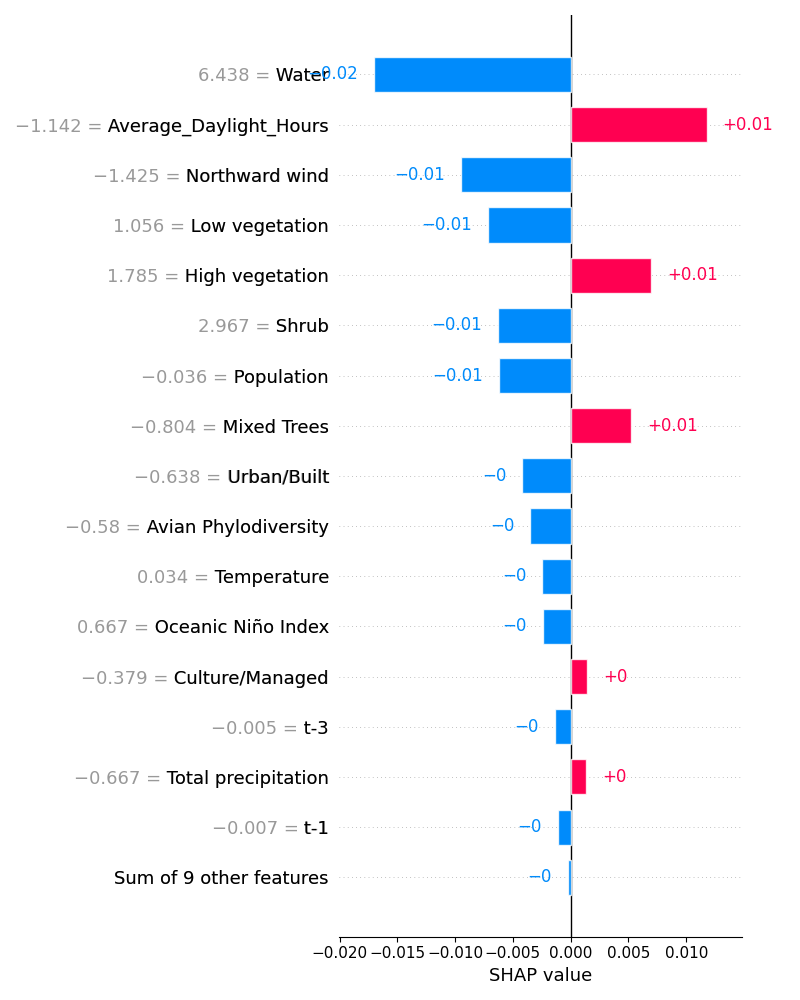 6.438 = Water −0.02
−1.142 = Average_Daylight_Hours +0.01
−1.425 = Northward wind −0.01
1.056 = Low vegetation −0.01
1.785 = High vegetation +0.01
2.967 = Shrub −0.01
−0.036 = Population −0.01
−0.804 = Mixed Trees +0.01
−0.638 = Urban/Built −0
−0.58 = Avian Phylodiversity −0
0.034 = Temperature −0
0.667 = Oceanic Niño Index −0
−0.379 = Culture/Managed +0
−0.005 = t-3 −0
−0.667 = Total precipitation +0
−0.007 = t-1 −0
Sum of 9 other features −0
−0.020 −0.015 −0.010 −0.005 0.000 0.005 0.010
SHAP value